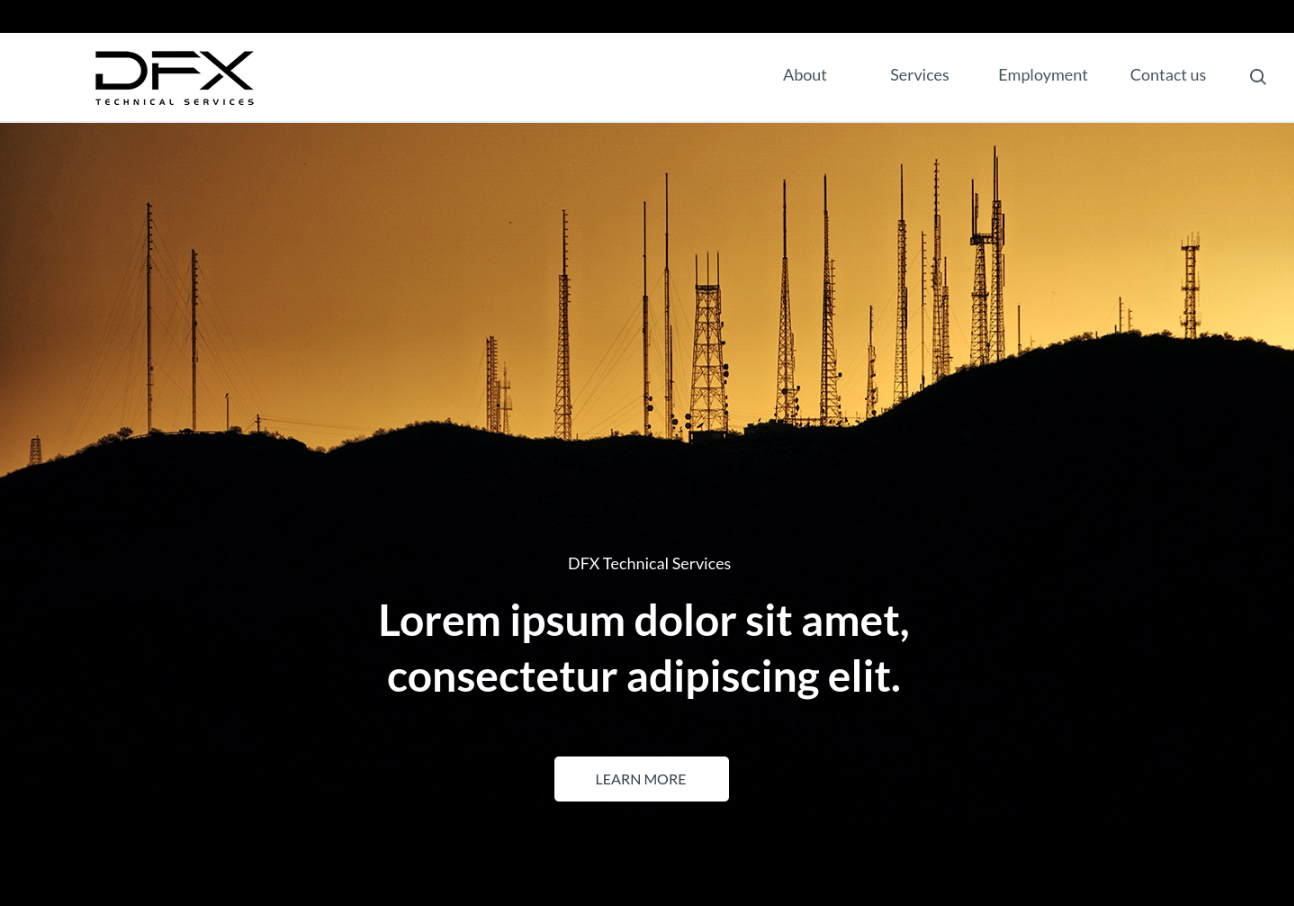 DFX
TECHNICAL SERVICES
About Services Employment Contact us
DFX Technical Services
Lorem ipsum dolor sit amet,
consectetur adipiscing elit.
LEARN MORE